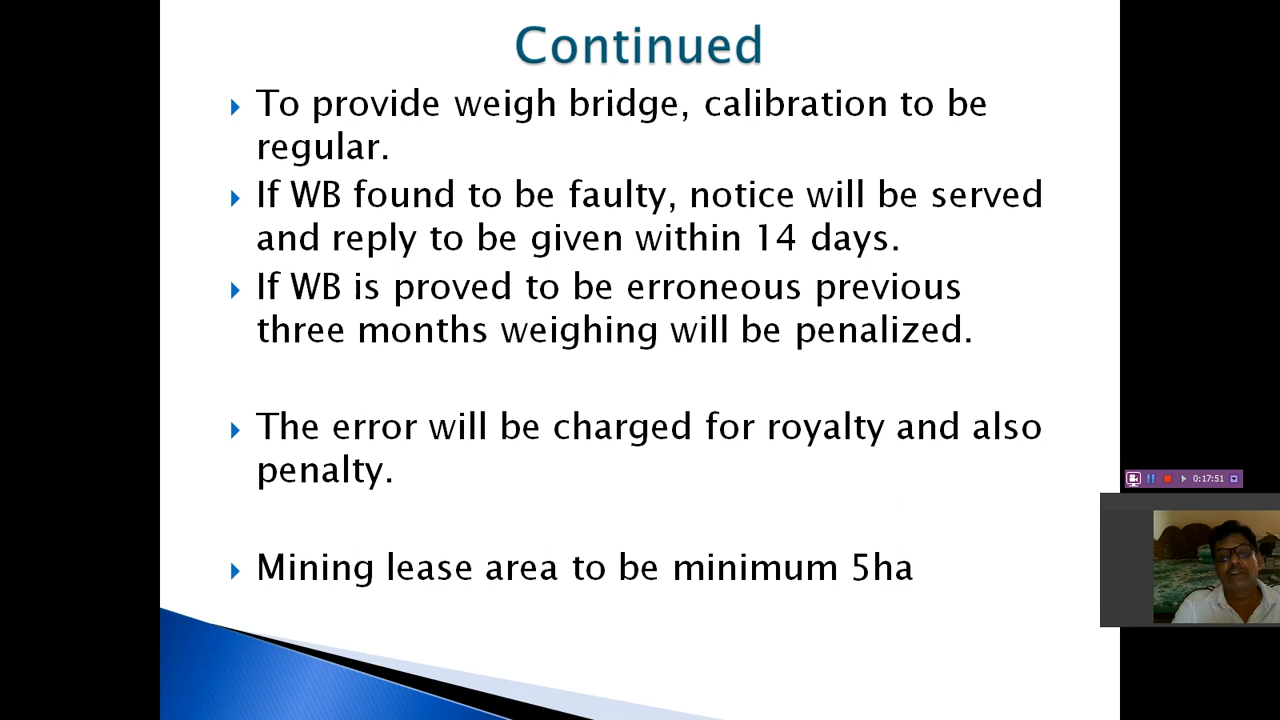 Continued
To provide weigh bridge, calibration to be
regular.
If WB found to be faulty, notice will be served
and reply to be given within 14 days.
If WB is proved to be erroneous previous
three months weighing will be penalized.
The error will be charged for royalty and also
penalty.
Mining lease area to be minimum 5ha
0:17:51